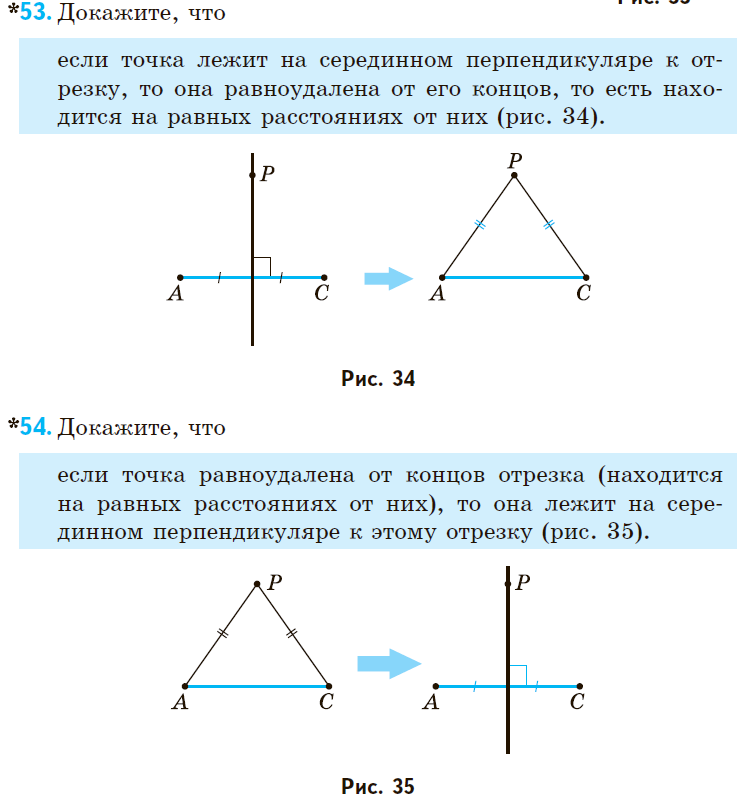 *53. Докажите, что
если точка лежит на серединном перпендикуляре к от-
резку, то она равноудалена от его концов, то есть нахо-
дится на равных расстояниях от них (рис. 34).
P
A
C
P
A
C
Рис. 34
*54. Докажите, что
если точка равноудалена от концов отрезка (находится
на равных расстояниях от них), то она лежит на сере-
динном перпендикуляре к этому отрезку (рис. 35).
P
A
C
P
A
C
Рис. 35